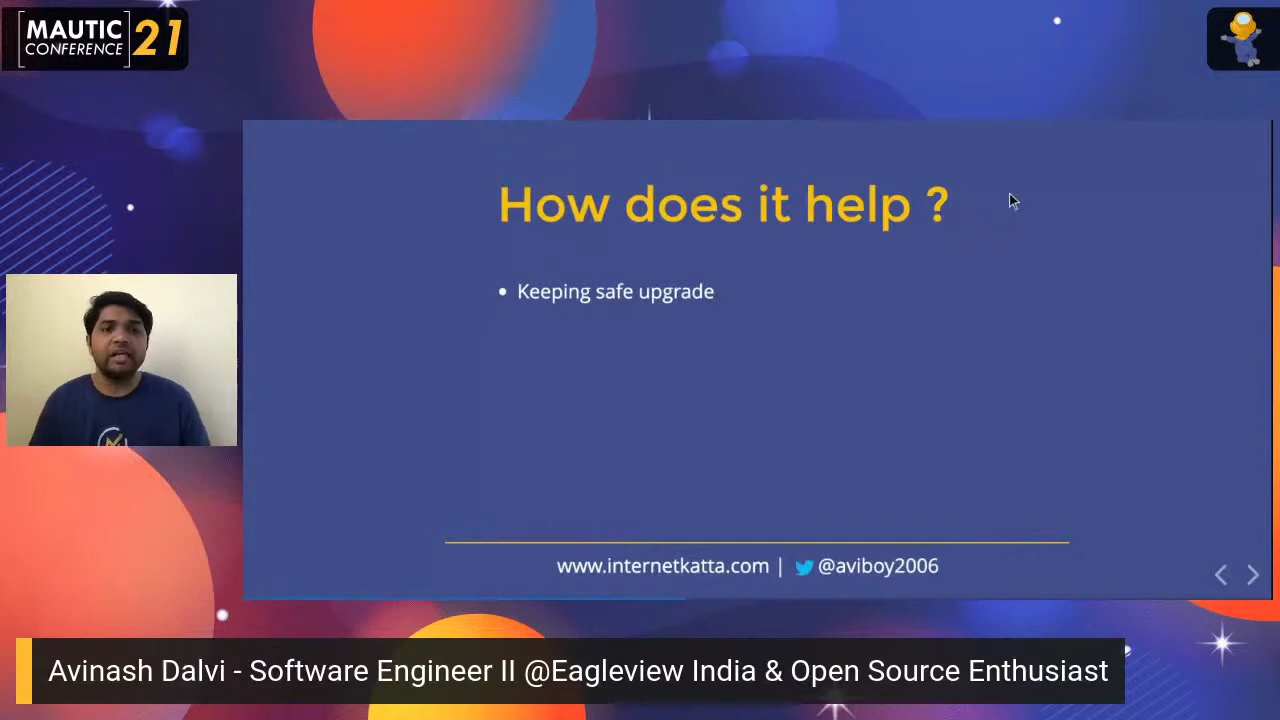 MAUTIC
CONFERENCE 21
How does it help ?
• Keeping safe upgrade
www.internetkatta.com | @aviboy2006
Avinash Dalvi - Software Engineer II @Eagleview India & Open Source Enthusiast